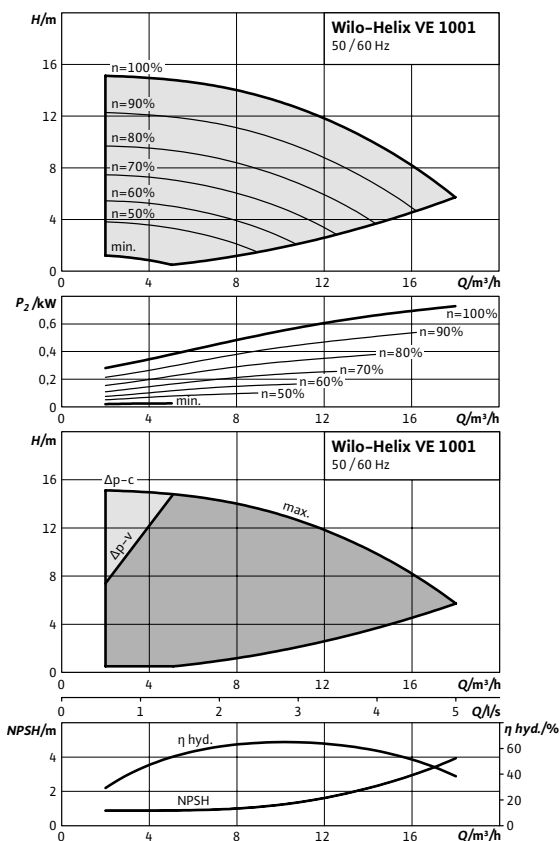 H/m
Wilo-Helix VE 1001
50 / 60 Hz
16
n=100%
12
n=90%
n=80%
8
n=70%
n=60%
4
n=50%
min.
0
0 4 8 12 16 Q/m³/h
P₂/kW
0,6
n=100%
n=90%
0,4
n=80%
n=70%
0,2
n=60%
n=50%
min.
0
0 4 8 12 16 Q/m³/h
H/m
Wilo-Helix VE 1001
50 / 60 Hz
16
Δp-c
max.
12
Δp-v
8
4
0
0 4 8 12 16 Q/m³/h
0 1 2 3 4 Q/l/s 5
NPSH/m
η hyd./%
η hyd.
60
4
40
2
NPSH
20
0
0
0 4 8 12 16 Q/m³/h